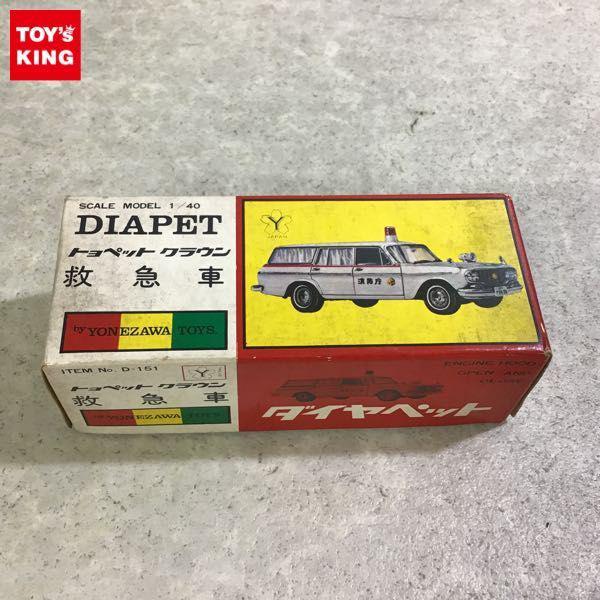 TOY's
KING
SCALE MODEL 1/40
DIAPET
トヨペット クラウン
救急車
by YONEZAWA TOYS.
Y
JAPAN
消防庁
ITEM No. D-151
Y
トヨペット クラウン
救急車
by YONEZAWA TOYS
ENGINE HOOD
OPEN AND
ダイヤペット